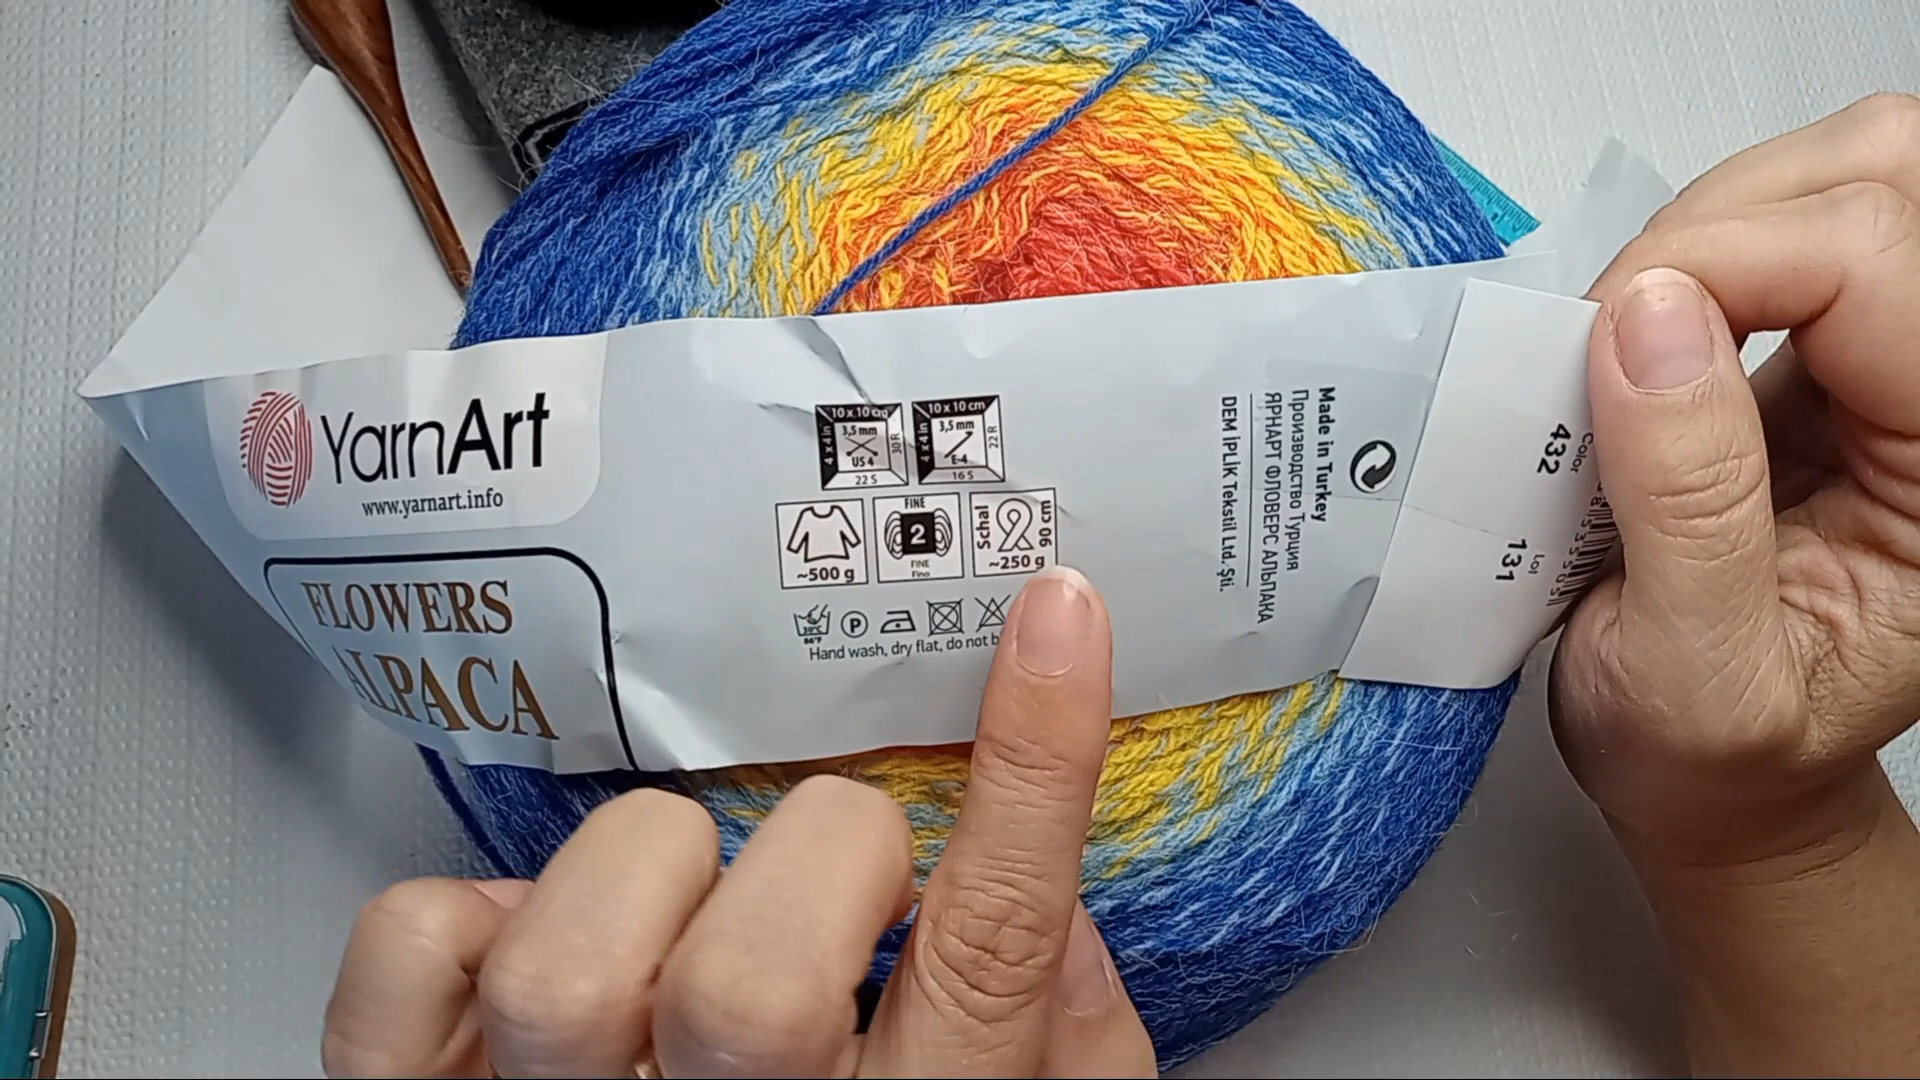 YarnArt
www.yarnart.info
FLOWERS
ALPACA
10 x 10 cm
4 x 4 in
3,5 mm
US 4
30 R
22 S
10 x 10 cm
4 x 4 in
3,5 mm
E-4
22 R
16 S
~500 g
FINE
2
FINE
Fino
Schal
90 cm
~250 g
30°C
86°F
P
Hand wash, dry flat, do not b
Made in Turkey
Производство Турция
ЯРНАРТ ФЛОВЕРС АЛЬПАКА
DEM İPLİK Tekstil Ltd. Şti.
Color
432
Lot
131